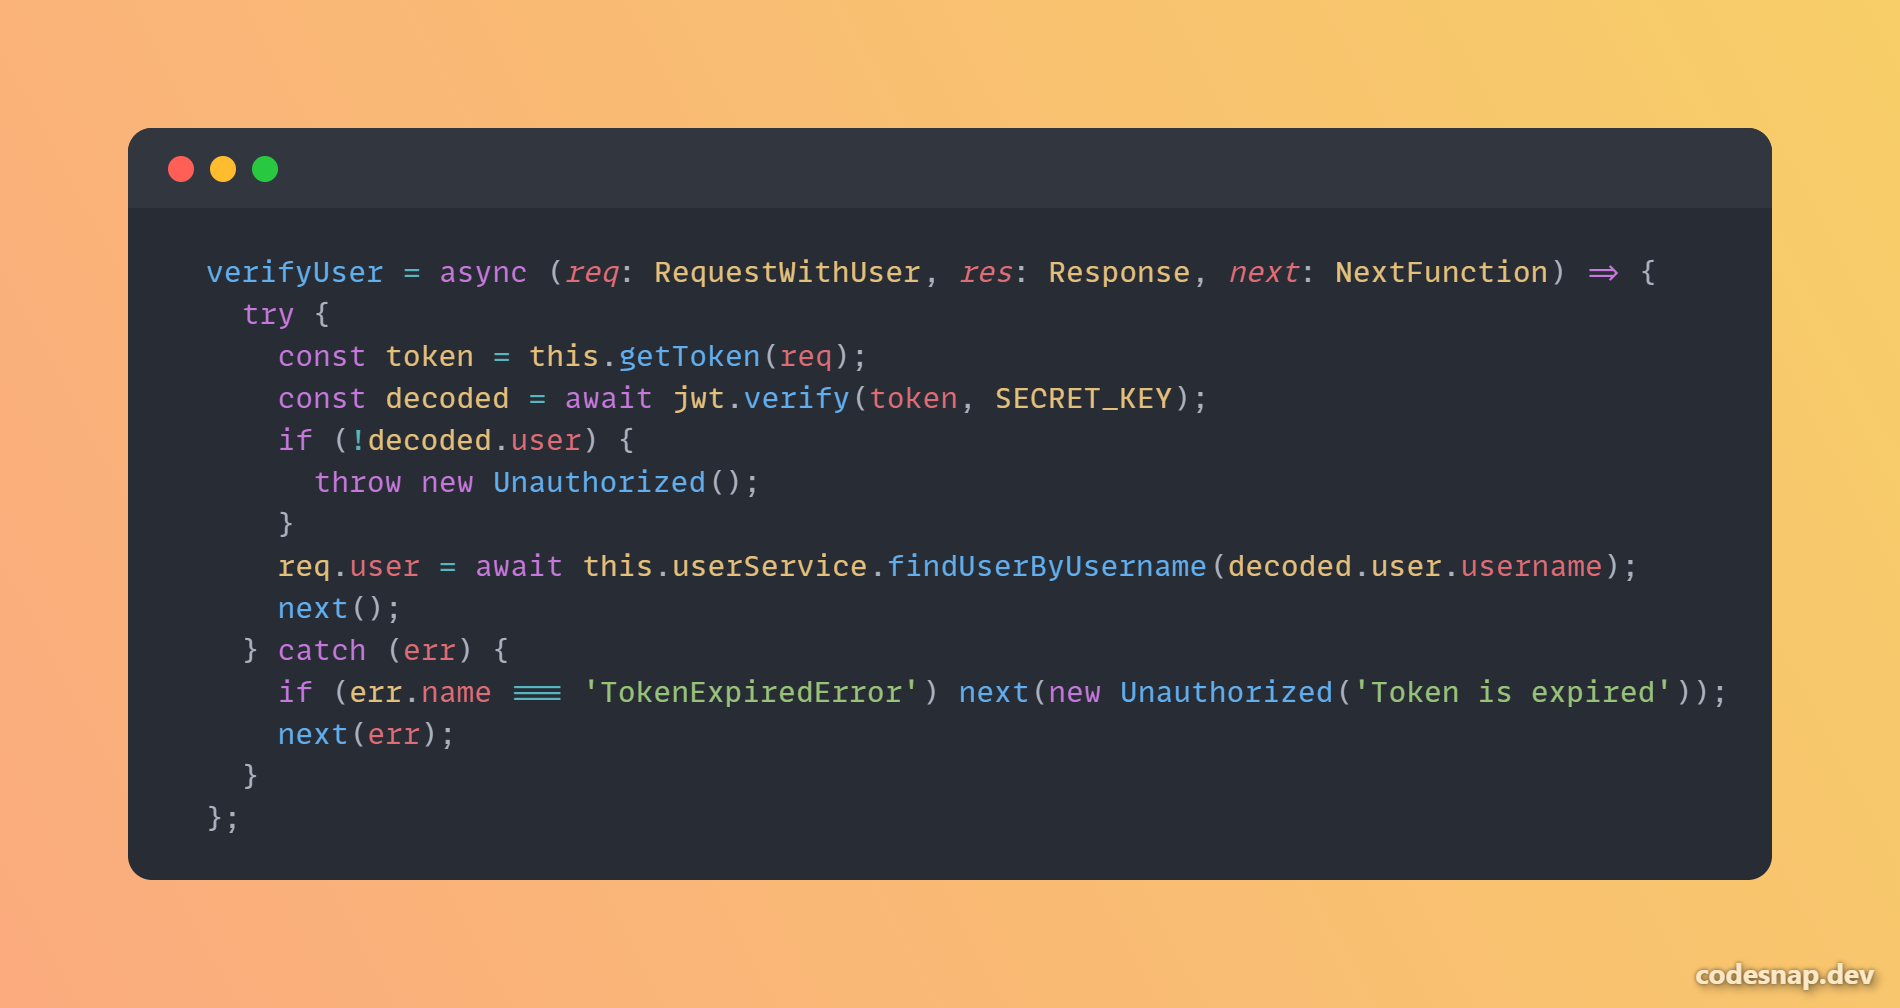 verifyUser = async (req: RequestWithUser, res: Response, next: NextFunction) => {
  try {
    const token = this.getToken(req);
    const decoded = await jwt.verify(token, SECRET_KEY);
    if (!decoded.user) {
      throw new Unauthorized();
    }
    req.user = await this.userService.findUserByUsername(decoded.user.username);
    next();
  } catch (err) {
    if (err.name === 'TokenExpiredError') next(new Unauthorized('Token is expired'));
    next(err);
  }
};
codesnap.dev